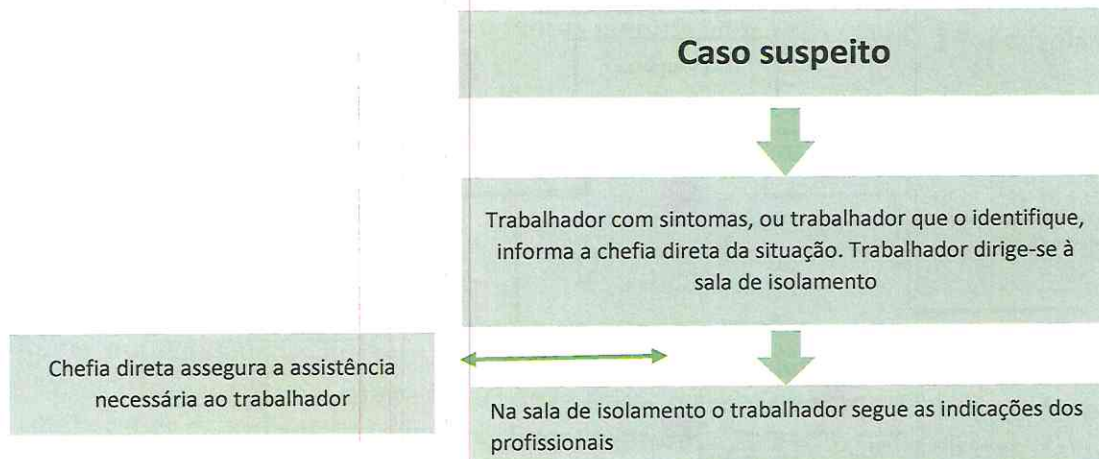 Caso suspeito
Trabalhador com sintomas, ou trabalhador que o identifique,
informa a chefia direta da situação. Trabalhador dirige-se à
sala de isolamento
Chefia direta assegura a assistência
necessária ao trabalhador
Na sala de isolamento o trabalhador segue as indicações dos
profissionais